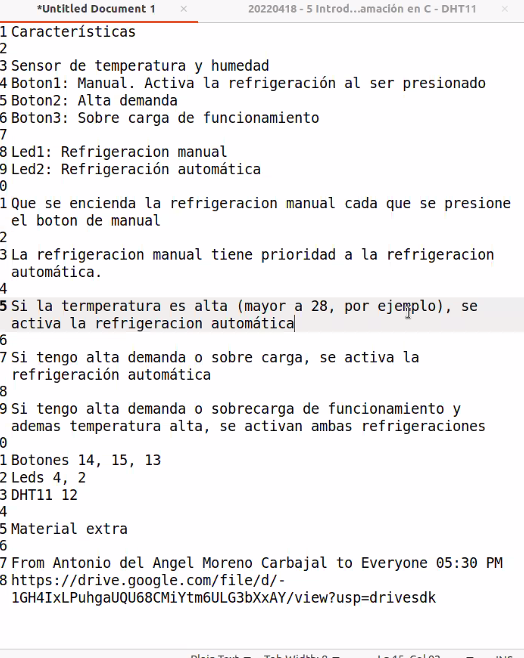 *Untitled Document 1 × 20220418 - 5 Introd...amación en C - DHT11 ×
1 Características
2
3 Sensor de temperatura y humedad
4 Boton1: Manual. Activa la refrigeración al ser presionado
5 Boton2: Alta demanda
6 Boton3: Sobre carga de funcionamiento
7
8 Led1: Refrigeracion manual
9 Led2: Refrigeración automática
0
1 Que se encienda la refrigeracion manual cada que se presione
el boton de manual
2
3 La refrigeracion manual tiene prioridad a la refrigeracion
automática.
4
5 Si la termperatura es alta (mayor a 28, por ejemplo), se
activa la refrigeracion automática
6
7 Si tengo alta demanda o sobre carga, se activa la
refrigeración automática
8
9 Si tengo alta demanda o sobrecarga de funcionamiento y
ademas temperatura alta, se activan ambas refrigeraciones
0
1 Botones 14, 15, 13
2 Leds 4, 2
3 DHT11 12
4
5 Material extra
6
7 From Antonio del Angel Moreno Carbajal to Everyone 05:30 PM
8 https://drive.google.com/file/d/-
1GH4IxLPuhgaUQU68CMiYtm6ULG3bXxAY/view?usp=drivesdk